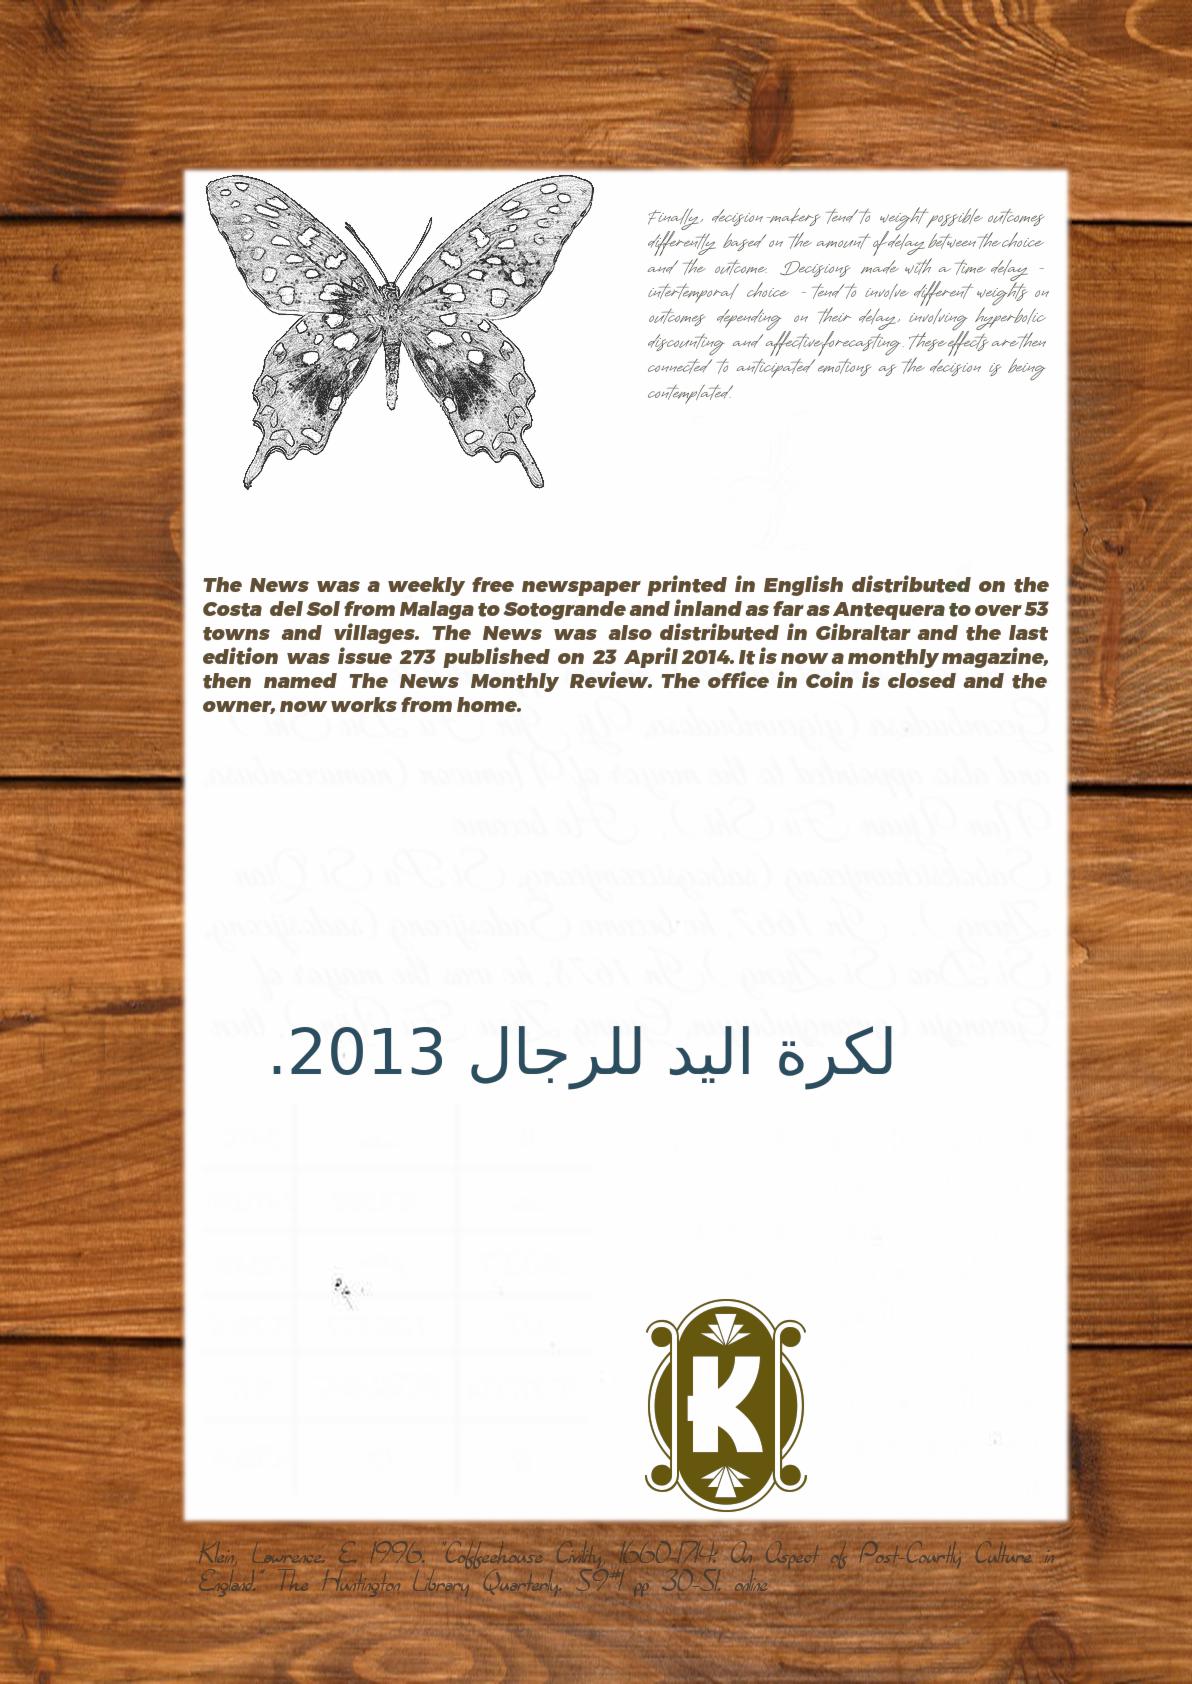 Finally, decision-makers tend to weight possible outcomes
differently based on the amount of delay between the choice
and the outcome. Decisions made with a time delay -
intertemporal choice - tend to involve different weights on
outcomes depending on their delay, involving hyperbolic
discounting and affective forecasting. These effects are then
connected to anticipated emotions as the decision is being
contemplated.
The News was a weekly free newspaper printed in English distributed on the
Costa del Sol from Malaga to Sotogrande and inland as far as Antequera to over 53
towns and villages. The News was also distributed in Gibraltar and the last
edition was issue 273 published on 23 April 2014. It is now a monthly magazine,
then named The News Monthly Review. The office in Coin is closed and the
owner, now works from home.
لكرة اليد للرجال 2013.
K
Klein, Lawrence. E. 1996. "Coffeehouse Civility, 1660-1714: An Aspect of Post-Courtly Culture in
England." The Huntington Library Quarterly. 59#1 pp 30-51. online